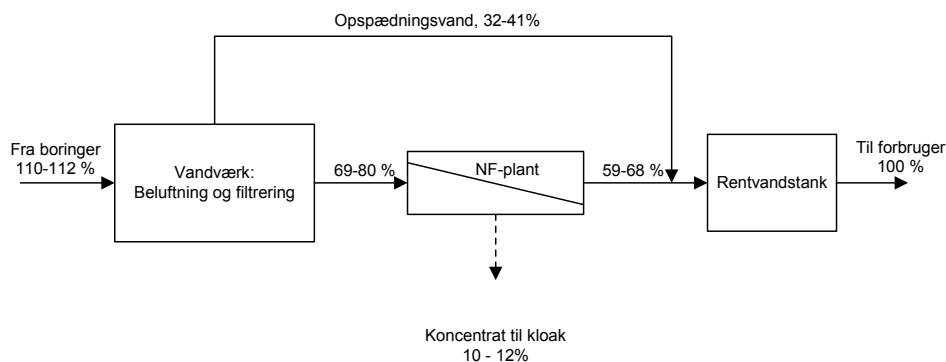 Opspædningsvand, 32-41%
Fra boringer
110-112 %
Vandværk:
Beluftning og filtrering
69-80 %
NF-plant
59-68 %
Rentvandstank
Til forbruger
100 %
Koncentrat til kloak
10 - 12%